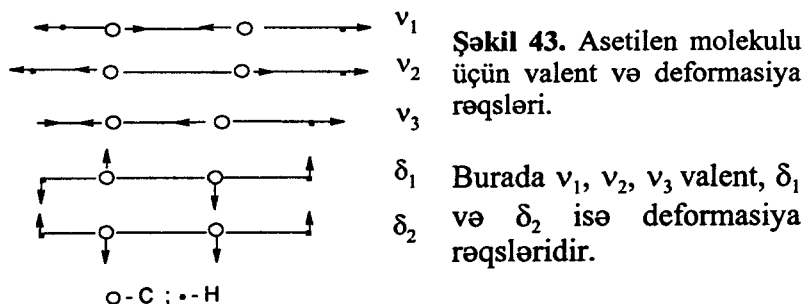 ν₁
ν₂
ν₃
δ₁
δ₂
○-C ; •-H
Şəkil 43. Asetilen molekulu
üçün valent və deformasiya
rəqsləri.
Burada ν₁, ν₂, ν₃ valent, δ₁
və δ₂ isə deformasiya
rəqsləridir.